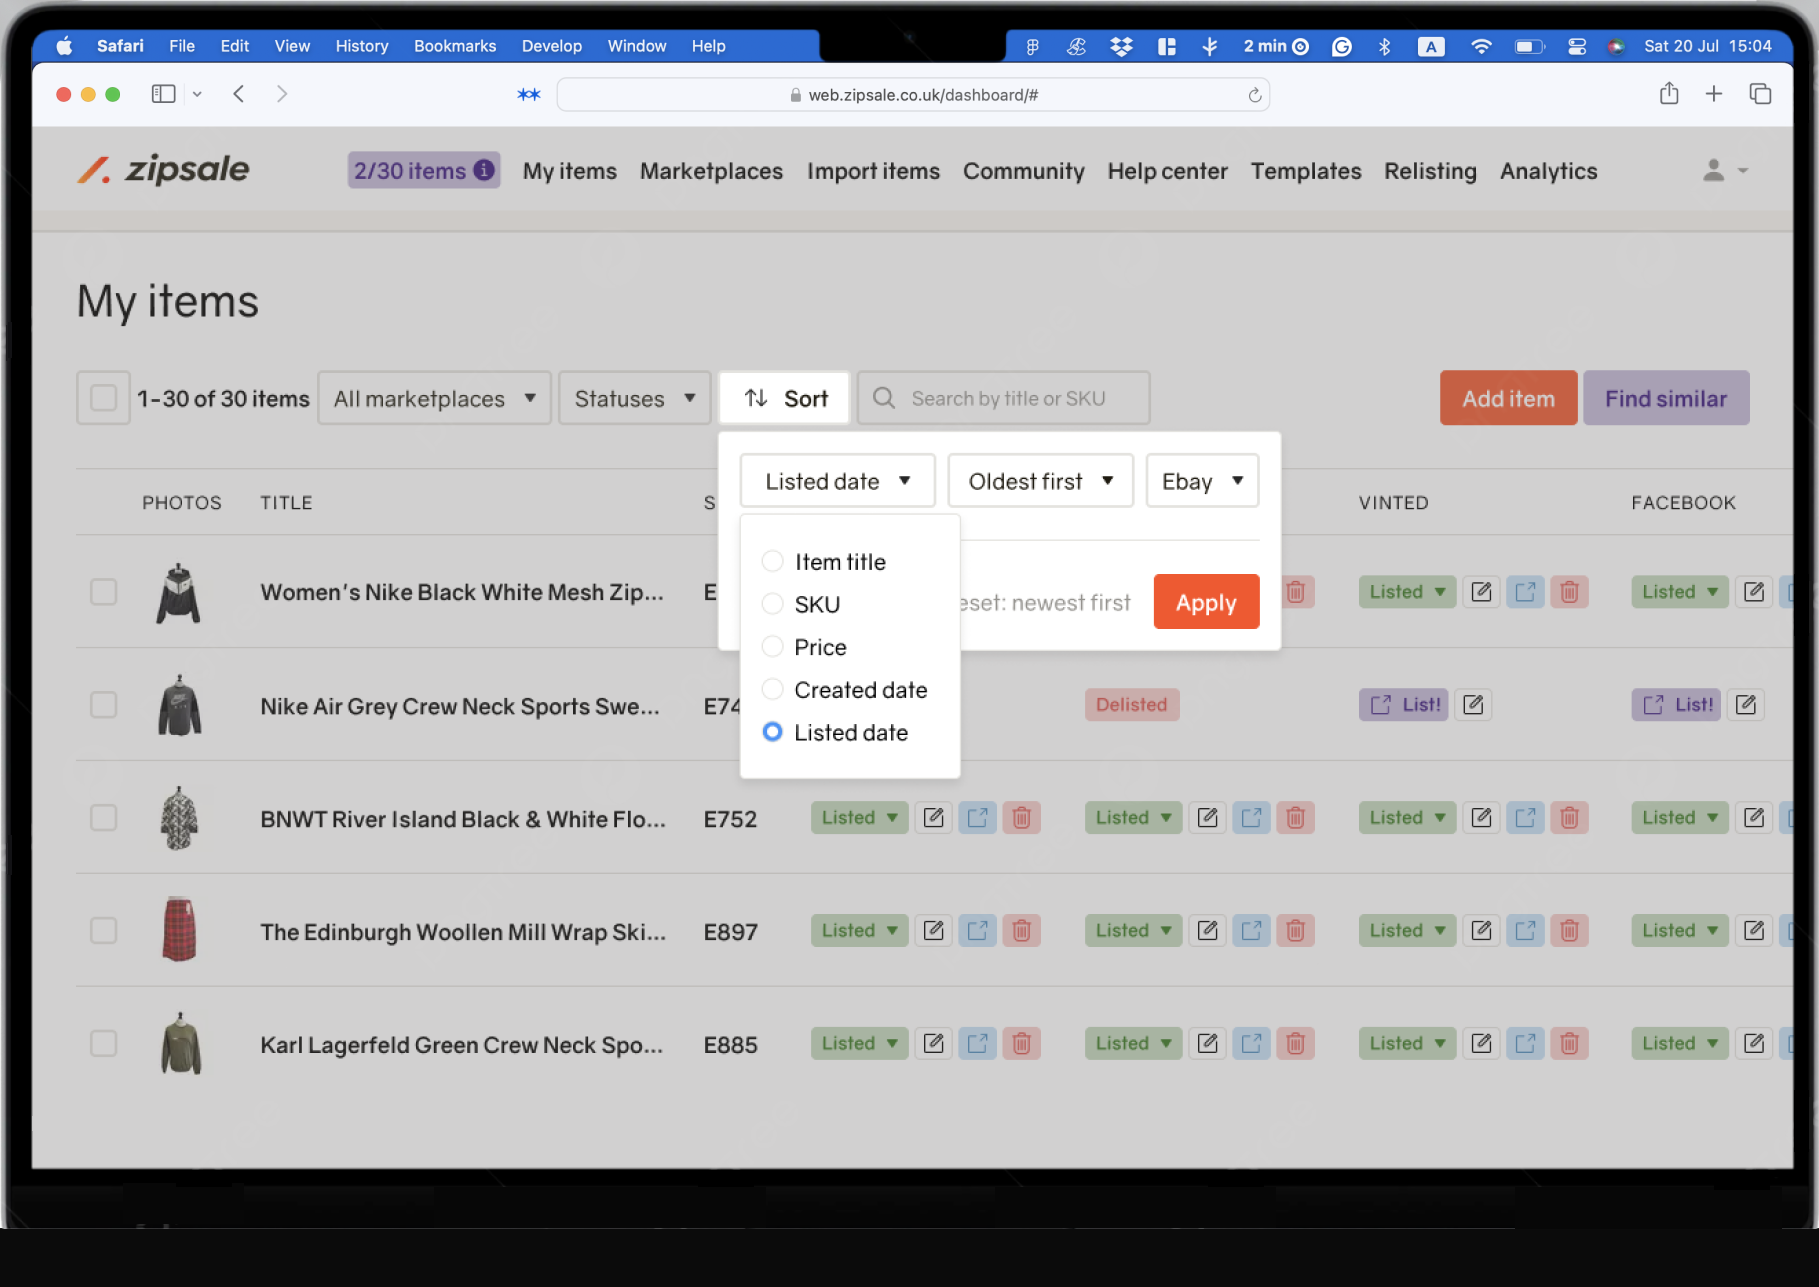 Safari File Edit View History Bookmarks Develop Window Help 2 min A Sat 20 Jul 15:04
web.zipsale.co.uk/dashboard/#
zipsale 2/30 items My items Marketplaces Import items Community Help center Templates Relisting Analytics
My items
1-30 of 30 items All marketplaces Statuses Sort Search by title or SKU Add item Find similar
Listed date Oldest first Ebay
PHOTOS TITLE S VINTED FACEBOOK
Item title
SKU
Price
Created date
Listed date
eset: newest first Apply
Women's Nike Black White Mesh Zip... E Listed Listed
Nike Air Grey Crew Neck Sports Swe... E74 Delisted List! List!
BNWT River Island Black & White Flo... E752 Listed Listed Listed Listed
The Edinburgh Woollen Mill Wrap Ski... E897 Listed Listed Listed Listed
Karl Lagerfeld Green Crew Neck Spo... E885 Listed Listed Listed Listed